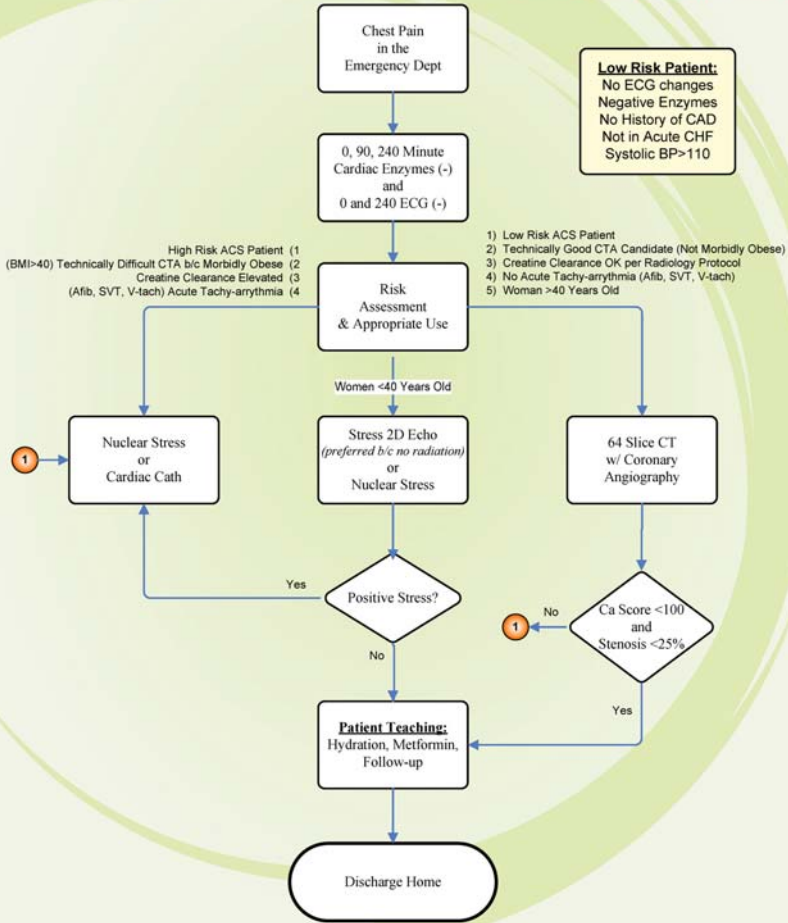 Chest Pain
in the
Emergency Dept
Low Risk Patient:
No ECG changes
Negative Enzymes
No History of CAD
Not in Acute CHF
Systolic BP>110
0, 90, 240 Minute
Cardiac Enzymes (-)
and
0 and 240 ECG (-)
High Risk ACS Patient (1
(BMI>40) Technically Difficult CTA b/c Morbidly Obese (2
Creatine Clearance Elevated (3
(Afib, SVT, V-tach) Acute Tachy-arrythmia (4
1) Low Risk ACS Patient
2) Technically Good CTA Candidate (Not Morbidly Obese)
3) Creatine Clearance OK per Radiology Protocol
4) No Acute Tachy-arrythmia (Afib, SVT, V-tach)
5) Woman >40 Years Old
Risk
Assessment
& Appropriate Use
Women <40 Years Old
1
Nuclear Stress
or
Cardiac Cath
Stress 2D Echo
(preferred b/c no radiation)
or
Nuclear Stress
64 Slice CT
w/ Coronary
Angiography
Yes
Positive Stress?
No
1
No
Ca Score <100
and
Stenosis <25%
Yes
Patient Teaching:
Hydration, Metformin,
Follow-up
Discharge Home